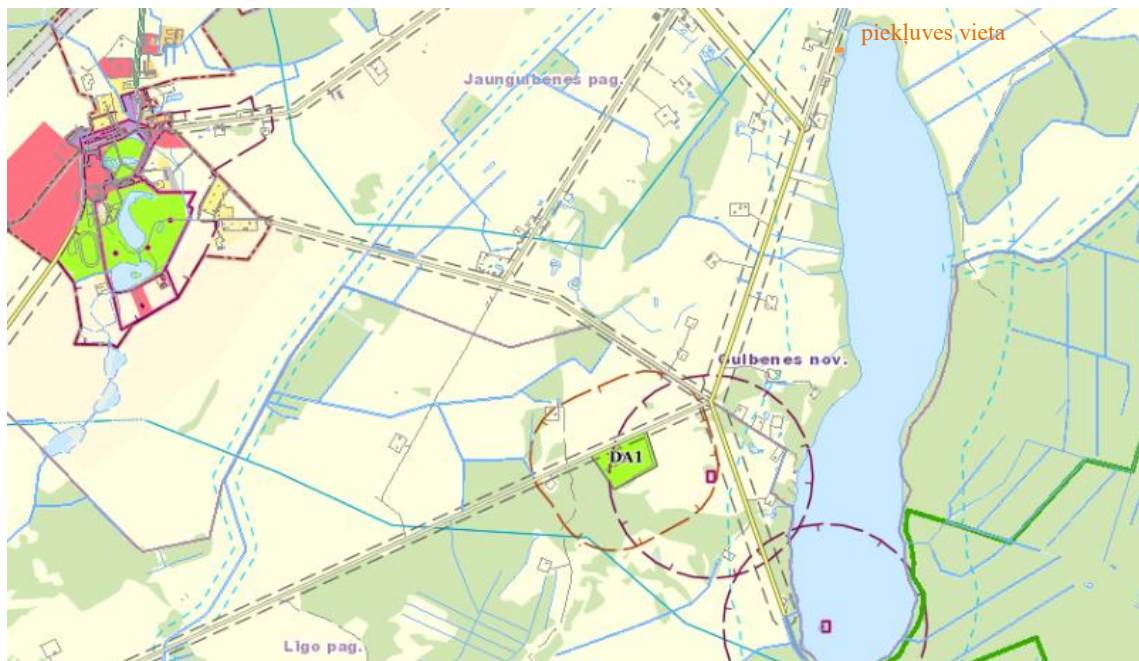 piekļuves vieta
Jaungulbenes pag.
Gulbenes nov.
DA1
Līgo pag.